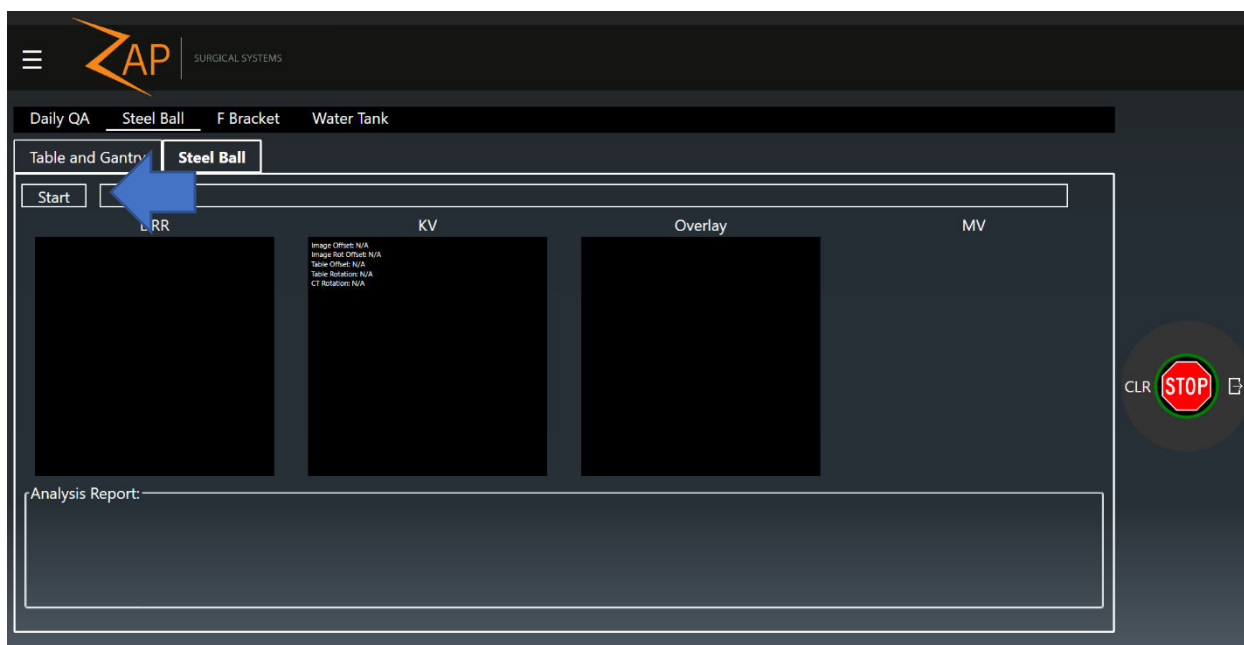 ZAP SURGICAL SYSTEMS
Daily QA Steel Ball F Bracket Water Tank
Table and Gantry Steel Ball
Start
KV Overlay MV
Image Offset: N/A
Image Rot Offset: N/A
Table Offset: N/A
Table Rotation: N/A
CT Rotation: N/A
CLR STOP
Analysis Report: